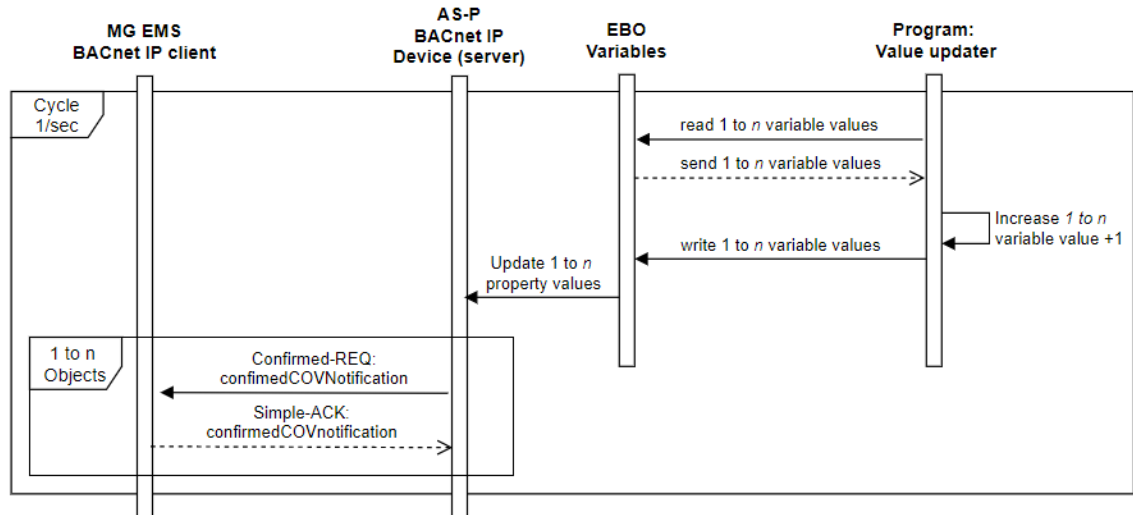 MG EMS
BACnet IP client
AS-P
BACnet IP
Device (server)
EBO
Variables
Program:
Value updater
Cycle
1/sec
read 1 to n variable values
send 1 to n variable values
Increase 1 to n
variable value +1
write 1 to n variable values
Update 1 to n
property values
1 to n
Objects
Confirmed-REQ:
confimedCOVNotification
Simple-ACK:
confirmedCOVnotification